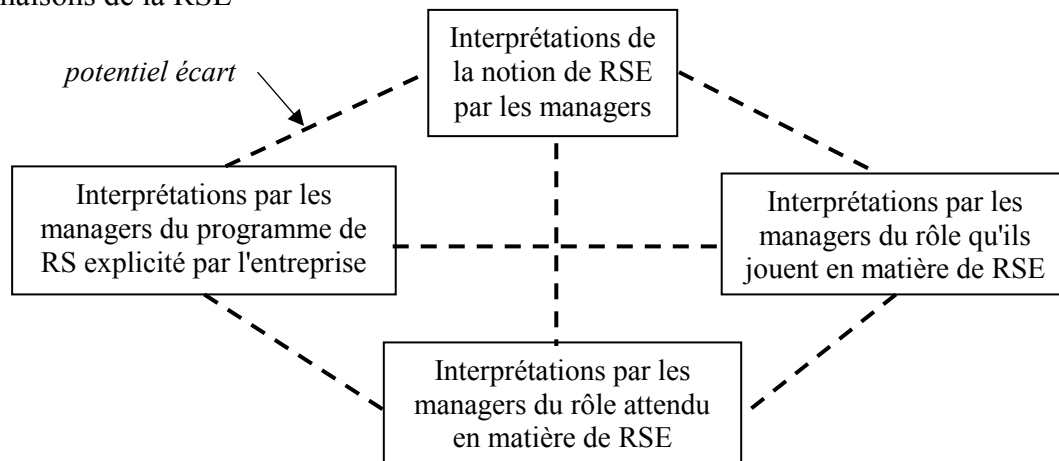 de la RSE
Interprétations de
la notion de RSE
par les managers
potentiel écart
Interprétations par les
managers du programme de
RS explicité par l'entreprise
Interprétations par les
managers du rôle qu'ils
jouent en matière de RSE
Interprétations par les
managers du rôle attendu
en matière de RSE